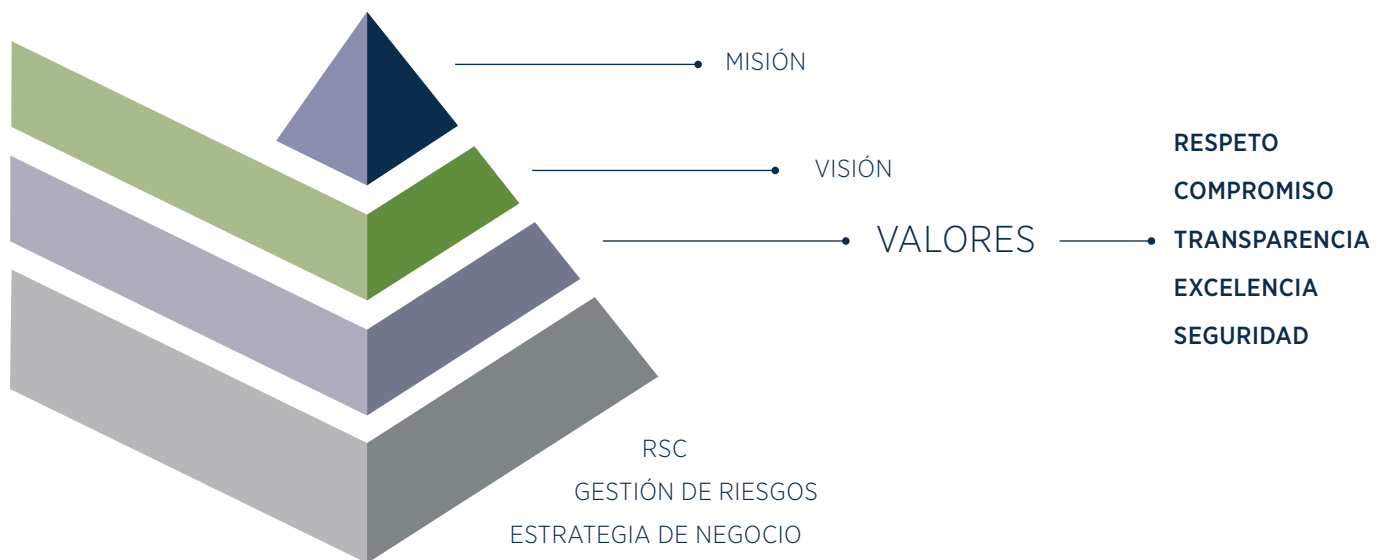 MISIÓN
VISIÓN
VALORES
RESPETO
COMPROMISO
TRANSPARENCIA
EXCELENCIA
SEGURIDAD
RSC
GESTIÓN DE RIESGOS
ESTRATEGIA DE NEGOCIO